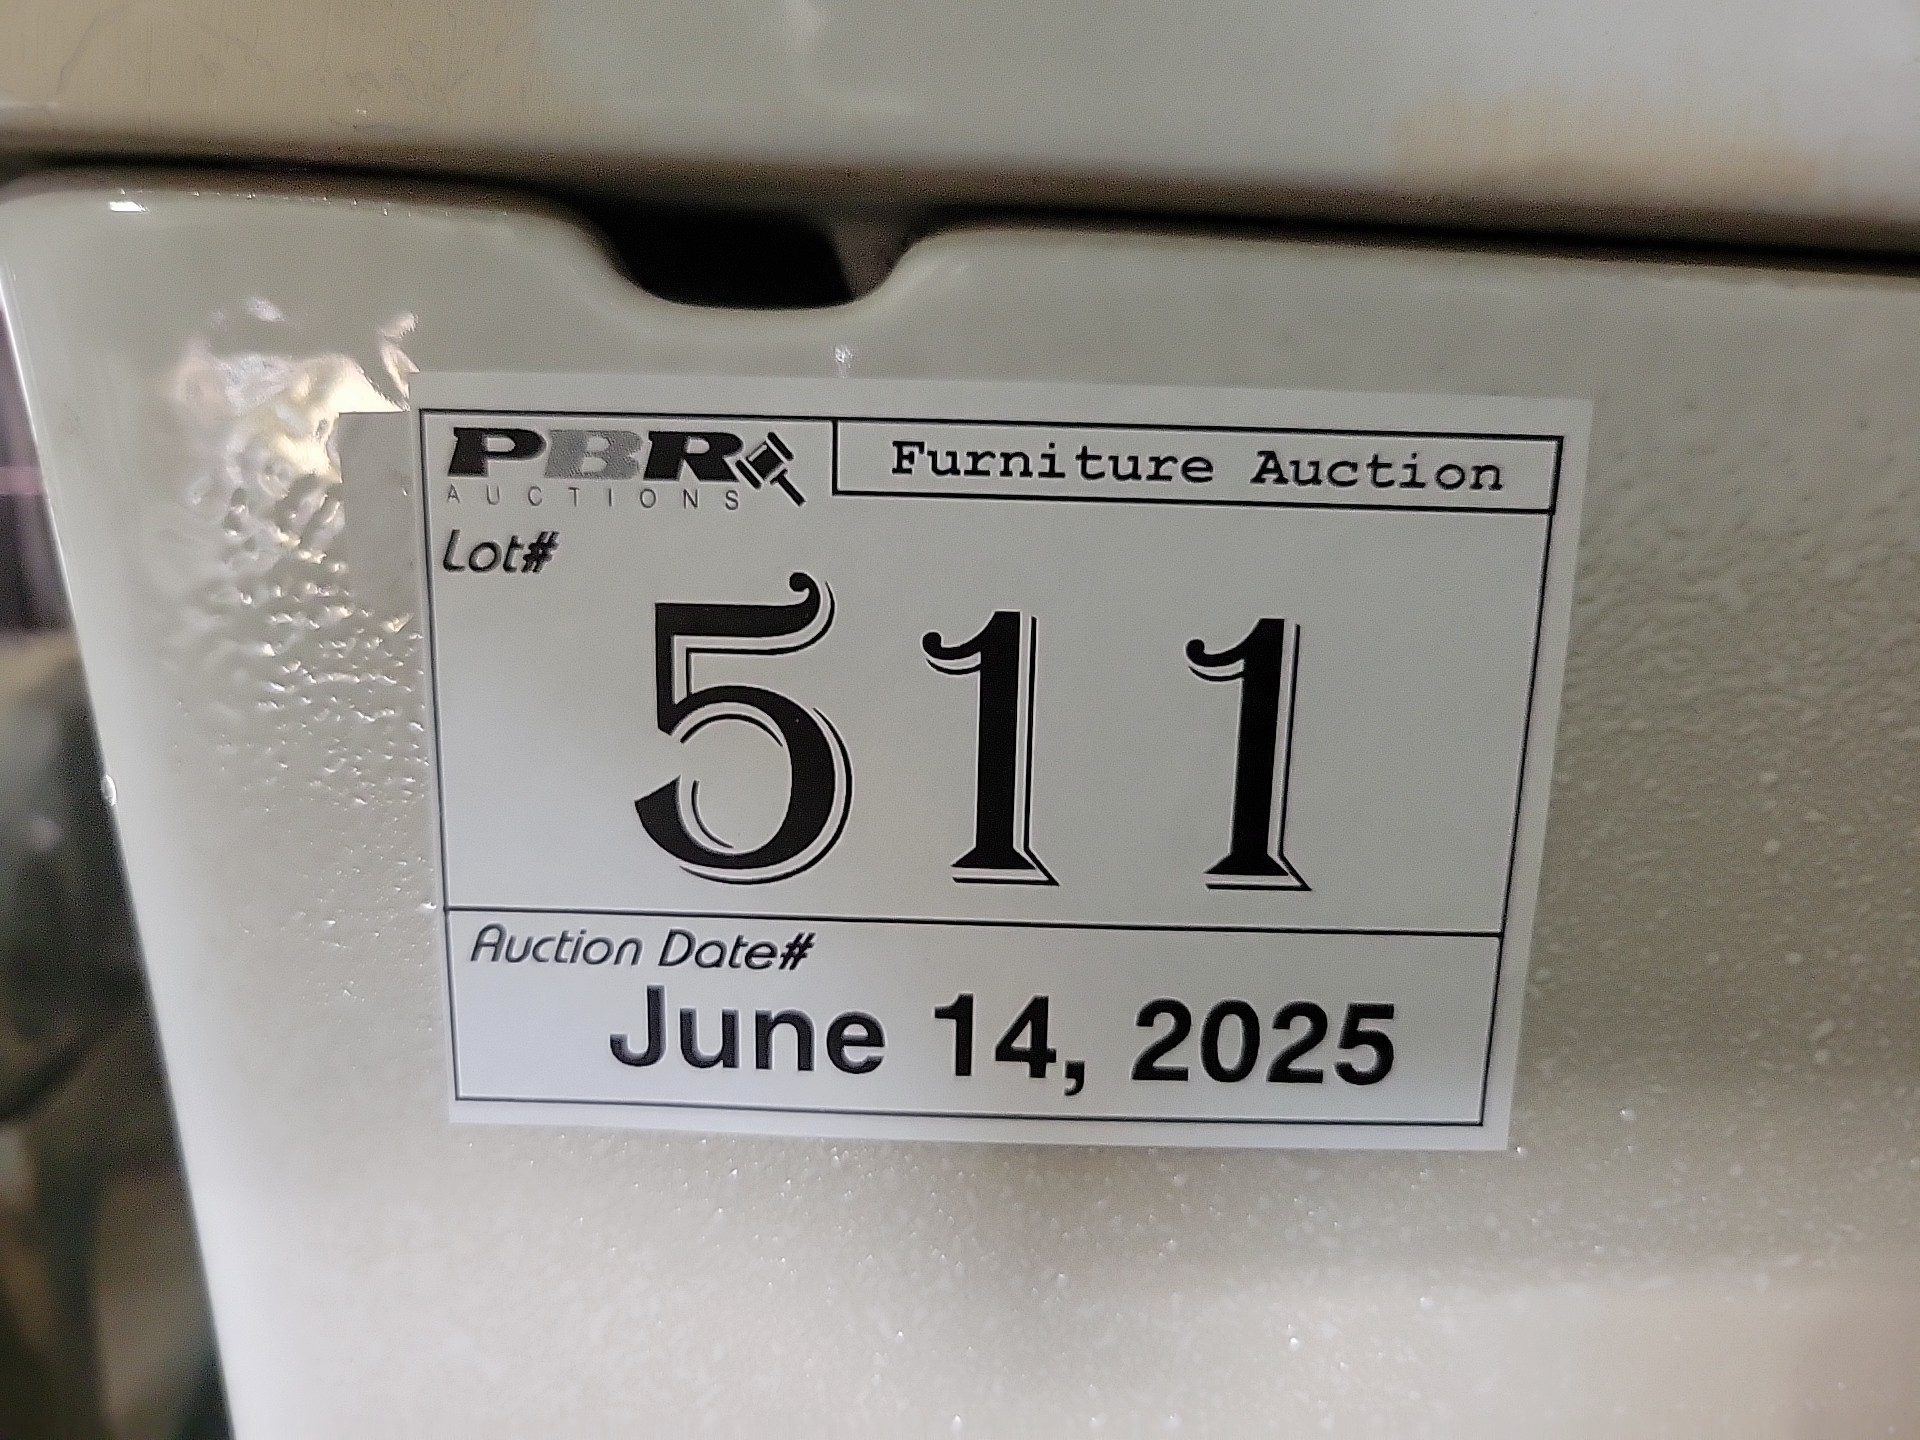 PBR
AUCTIONS
Furniture Auction
Lot#
511
Auction Date#
June 14, 2025